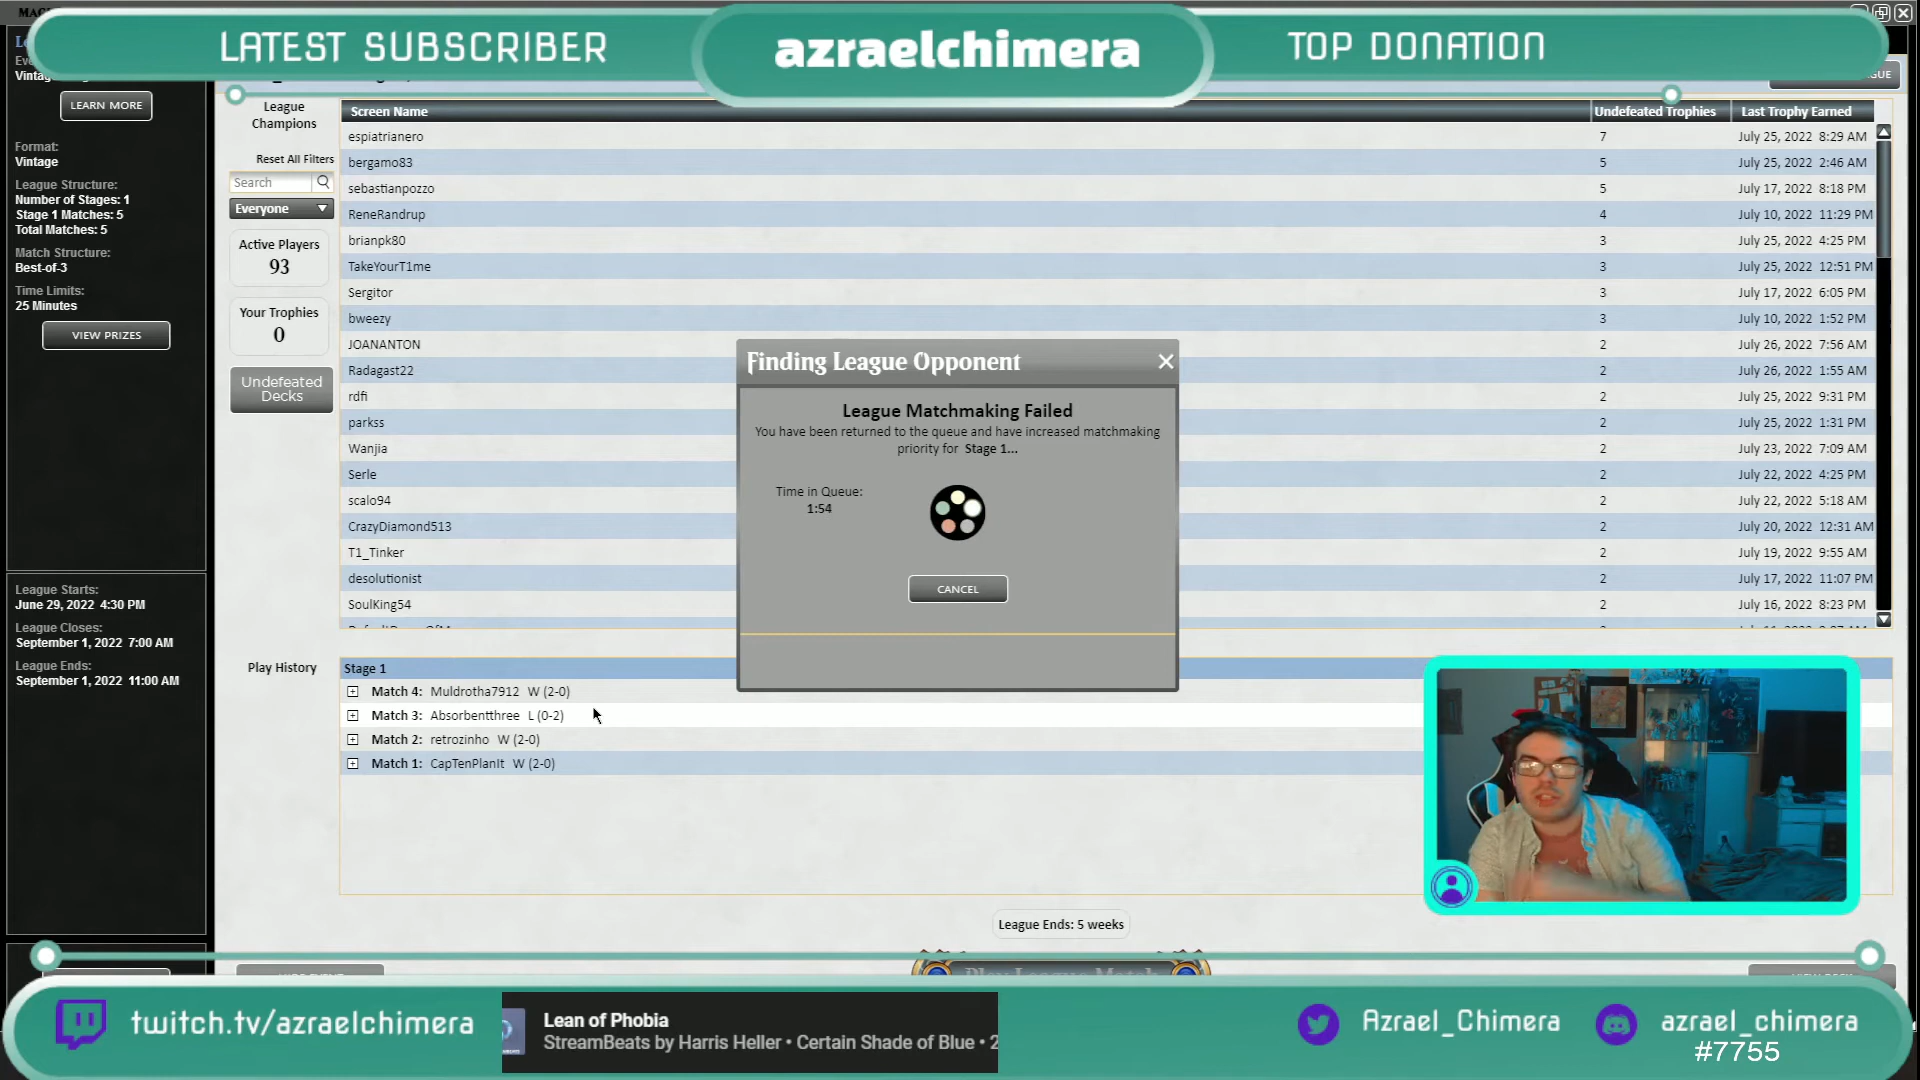 LATEST SUBSCRIBER
azraelchimera
TOP DONATION
LEARN MORE
Format:
Vintage
League Structure:
Number of Stages: 1
Stage 1 Matches: 5
Total Matches: 5
Match Structure:
Best-of-3
Time Limits:
25 Minutes
VIEW PRIZES
League Starts:
June 29, 2022 4:30 PM
League Closes:
September 1, 2022 7:00 AM
League Ends:
September 1, 2022 11:00 AM
League
Champions
Reset All Filters
Search
Everyone
Active Players
93
Your Trophies
0
Undefeated
Decks
Screen Name Undefeated Trophies Last Trophy Earned
espiatrianero 7 July 25, 2022 8:29 AM
bergamo83 5 July 25, 2022 2:46 AM
sebastianpozzo 5 July 17, 2022 8:18 PM
ReneRandrup 4 July 10, 2022 11:29 PM
brianpk80 3 July 25, 2022 4:25 PM
TakeYourT1me 3 July 25, 2022 12:51 PM
Sergitor 3 July 17, 2022 6:05 PM
bweezy 3 July 10, 2022 1:52 PM
JOANANTON 2 July 26, 2022 7:56 AM
Radagast22 2 July 26, 2022 1:55 AM
rdfi 2 July 25, 2022 9:31 PM
parkss 2 July 25, 2022 1:31 PM
Wanjia 2 July 23, 2022 7:09 AM
Serle 2 July 22, 2022 4:25 PM
scalo94 2 July 22, 2022 5:18 AM
CrazyDiamond513 2 July 20, 2022 12:31 AM
T1_Tinker 2 July 19, 2022 9:55 AM
desolutionist 2 July 17, 2022 11:07 PM
SoulKing54 2 July 16, 2022 8:23 PM
Finding League Opponent
League Matchmaking Failed
You have been returned to the queue and have increased matchmaking
priority for Stage 1...
Time in Queue:
1:54
CANCEL
Play History
Stage 1
Match 4: Muldrotha7912 W (2-0)
Match 3: Absorbentthree L (0-2)
Match 2: retrozinho W (2-0)
Match 1: CapTenPlanIt W (2-0)
League Ends: 5 weeks
Play League Match
twitch.tv/azraelchimera
Lean of Phobia
StreamBeats by Harris Heller • Certain Shade of Blue • 2
Azrael_Chimera
azrael_chimera
#7755